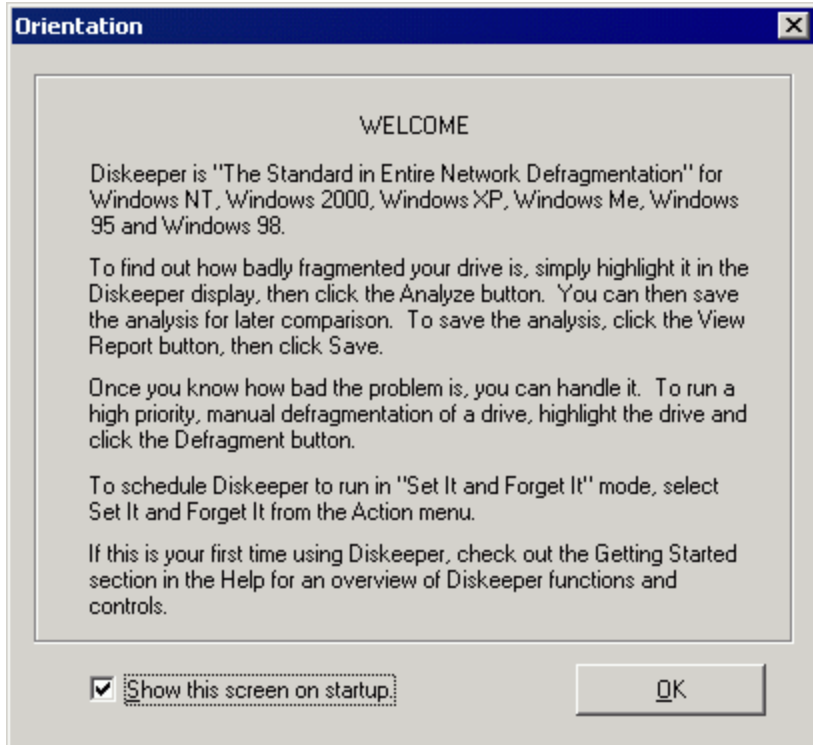 Orientation
WELCOME
Diskeeper is "The Standard in Entire Network Defragmentation" for
Windows NT, Windows 2000, Windows XP, Windows Me, Windows
95 and Windows 98.
To find out how badly fragmented your drive is, simply highlight it in the
Diskeeper display, then click the Analyze button.  You can then save
the analysis for later comparison.  To save the analysis, click the View
Report button, then click Save.
Once you know how bad the problem is, you can handle it.  To run a
high priority, manual defragmentation of a drive, highlight the drive and
click the Defragment button.
To schedule Diskeeper to run in "Set It and Forget It" mode, select
Set It and Forget It from the Action menu.
If this is your first time using Diskeeper, check out the Getting Started
section in the Help for an overview of Diskeeper functions and
controls.
Show this screen on startup.
OK